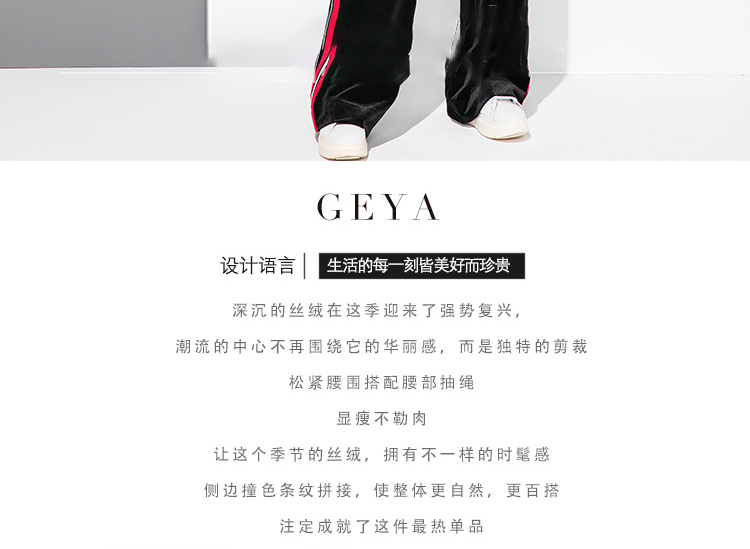 GEYA
设计语言 生活的每一刻皆美好而珍贵
深沉的丝绒在这季迎来了强势复兴，
潮流的中心不再围绕它的华丽感，而是独特的剪裁
松紧腰围搭配腰部抽绳
显瘦不勒肉
让这个季节的丝绒，拥有不一样的时髦感
侧边撞色条纹拼接，使整体更自然，更百搭
注定成就了这件最热单品